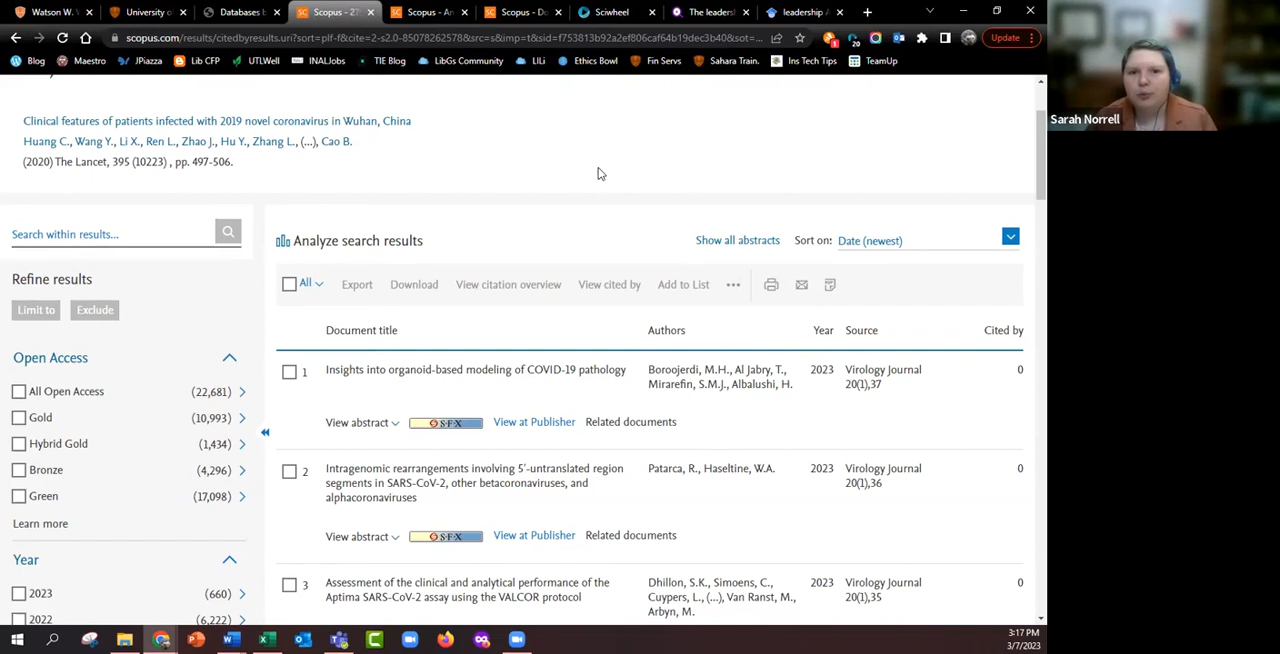 Watson W. W
University of
Databases b
Scopus - 27
Scopus - An
Scopus - Do
Sciwheel
The leaders
leadership A
scopus.com/results/citedbyresults.uri?sort=plf-f&cite=2-s2.0-85078262578&src=s&imp=t&sid=f753813b92a2ef806caf64b19dec3b40&sot=...
Update
Blog
Maestro
JPiazza
Lib CFP
UTLWell
INALJobs
TIE Blog
LibGs Community
LILi
Ethics Bowl
Fin Servs
Sahara Train.
Ins Tech Tips
TeamUp
Clinical features of patients infected with 2019 novel coronavirus in Wuhan, China
Huang C., Wang Y., Li X., Ren L., Zhao J., Hu Y., Zhang L., (...), Cao B.
(2020) The Lancet, 395 (10223) , pp. 497-506.
Search within results...
Refine results
Limit to
Exclude
Open Access
All Open Access (22,681)
Gold (10,993)
Hybrid Gold (1,434)
Bronze (4,296)
Green (17,098)
Learn more
Year
2023 (660)
2022 (6,222)
Analyze search results
Show all abstracts
Sort on: Date (newest)
All
Export
Download
View citation overview
View cited by
Add to List
Document title
Authors
Year
Source
Cited by
1
Insights into organoid-based modeling of COVID-19 pathology
Boroojerdi, M.H., Al Jabry, T.,
Mirarefin, S.M.J., Albalushi, H.
2023
Virology Journal
20(1),37
0
View abstract
S·F·X
View at Publisher
Related documents
2
Intragenomic rearrangements involving 5'-untranslated region
segments in SARS-CoV-2, other betacoronaviruses, and
alphacoronaviruses
Patarca, R., Haseltine, W.A.
2023
Virology Journal
20(1),36
0
View abstract
S·F·X
View at Publisher
Related documents
3
Assessment of the clinical and analytical performance of the
Aptima SARS-CoV-2 assay using the VALCOR protocol
Dhillon, S.K., Simoens, C.,
Cuypers, L., (...), Van Ranst, M.,
Arbyn, M.
2023
Virology Journal
20(1),35
0
Sarah Norrell
3:17 PM
3/7/2023